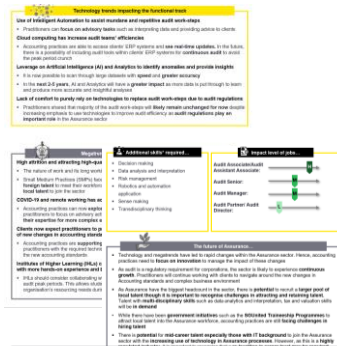 Technology trends impacting the functional track
Use of Intelligent Automation to assist mundane and repetitive audit work-steps
• Practitioners can focus on advisory tasks such as interpreting data and providing advice to clients
Cloud computing has increase audit teams' efficiencies
• Accounting practices are able to access clients' ERP systems and see real-time updates. In the future,
there is a possibility of including audit tests within clients' ERP systems for continuous audit to avoid
the peak period crunch
Leverage on Artificial Intelligence (AI) and Analytics to identify anomalies and provide insights
• It is now possible to scan through large datasets with speed and greater accuracy
• In the next 2-5 years, AI and Analytics will have a greater impact as more data is put through to learn
and produce more accurate and insightful analyses
Lack of comfort to purely rely on technologies to replace audit work-steps due to audit regulations
• Practitioners shared that majority of the audit work-steps will likely remain unchanged for now despite
increasing emphasis to use technologies to improve audit efficiency as audit regulations play an
important role in the Assurance sector
Megatrends
High attrition and attracting high-qua
• The nature of work and its long work
• Small Medium Practices (SMPs) fa
foreign talent to meet their workforc
local talent to join the sector
COVID-19 and remote working has ac
• Accounting practices can now explo
practitioners to focus on advisory act
their expertise for more complex a
Clients now expect practitioners to p
of new changes in accounting standa
• Accounting practices are supporting
practitioners with the required techni
the new accounting standards
Institutes of Higher Learning (IHLs) c
with more hands-on experience and l
• IHLs should consider collaborating w
audit peak periods. This allows stude
organisation's resourcing needs duri
Additional skills* required...
• Decision making
• Data analysis and interpretation
• Risk management
• Robotics and automation
application
• Sense making
• Transdisciplinary thinking
Impact level of jobs...
Audit Associate/Audit
Assistant Associate:
Audit Senior:
Audit Manager:
Audit Partner/ Audit
Director:
The future of Assurance...
• Technology and megatrends have led to rapid changes within the Assurance sector. Hence, accounting
practices need to focus on innovation to manage the impact of these changes
• As audit is a regulatory requirement for corporations, the sector is likely to experience continuous
growth. Practitioners will continue working with clients to navigate around the new changes in
Accounting standards and complex business environment
• As Assurance have the biggest headcount in the sector, there is potential to recruit a larger pool of
local talent though it is important to recognise challenges in attracting and retaining talent.
Talent with multi-disciplinary skills such as data analytics and interpretation, tax and valuation skills
will be in demand
• While there have been government initiatives such as the SGUnited Traineeship Programmes to
attract local talent into the Assurance workforce, accounting practices are still facing challenges in
hiring talent
• There is potential for mid-career talent especially those with IT background to join the Assurance
sector with the increasing use of technology in Assurance processes. However, as this is a highly